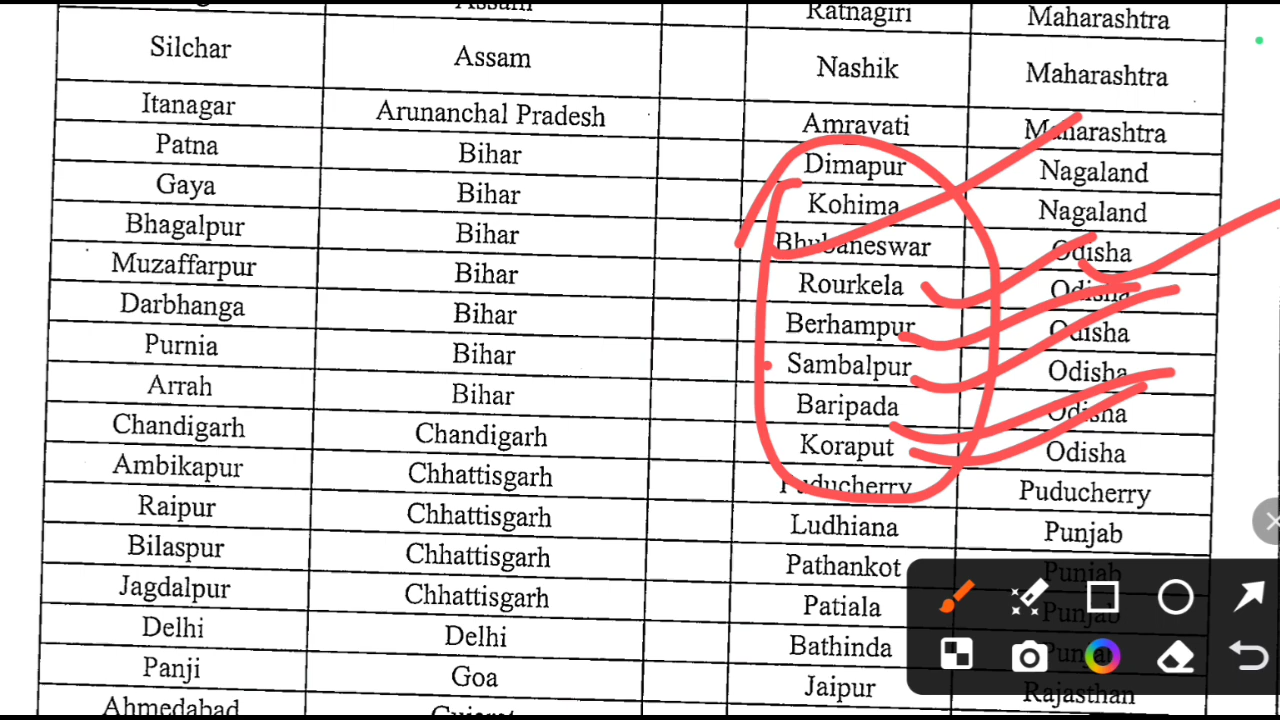 Assam Ratnagiri Maharashtra
Silchar Assam Nashik Maharashtra
Itanagar Arunanchal Pradesh Amravati Maharashtra
Patna Bihar Dimapur Nagaland
Gaya Bihar Kohima Nagaland
Bhagalpur Bihar Bhubaneswar Odisha
Muzaffarpur Bihar Rourkela Odisha
Darbhanga Bihar Berhampur Odisha
Purnia Bihar Sambalpur Odisha
Arrah Bihar Baripada Odisha
Chandigarh Chandigarh Koraput Odisha
Ambikapur Chhattisgarh Puducherry Puducherry
Raipur Chhattisgarh Ludhiana Punjab
Bilaspur Chhattisgarh Pathankot Punjab
Jagdalpur Chhattisgarh Patiala Punjab
Delhi Delhi Bathinda Punjab
Panji Goa Jaipur Rajasthan
Ahmedabad Gujarat